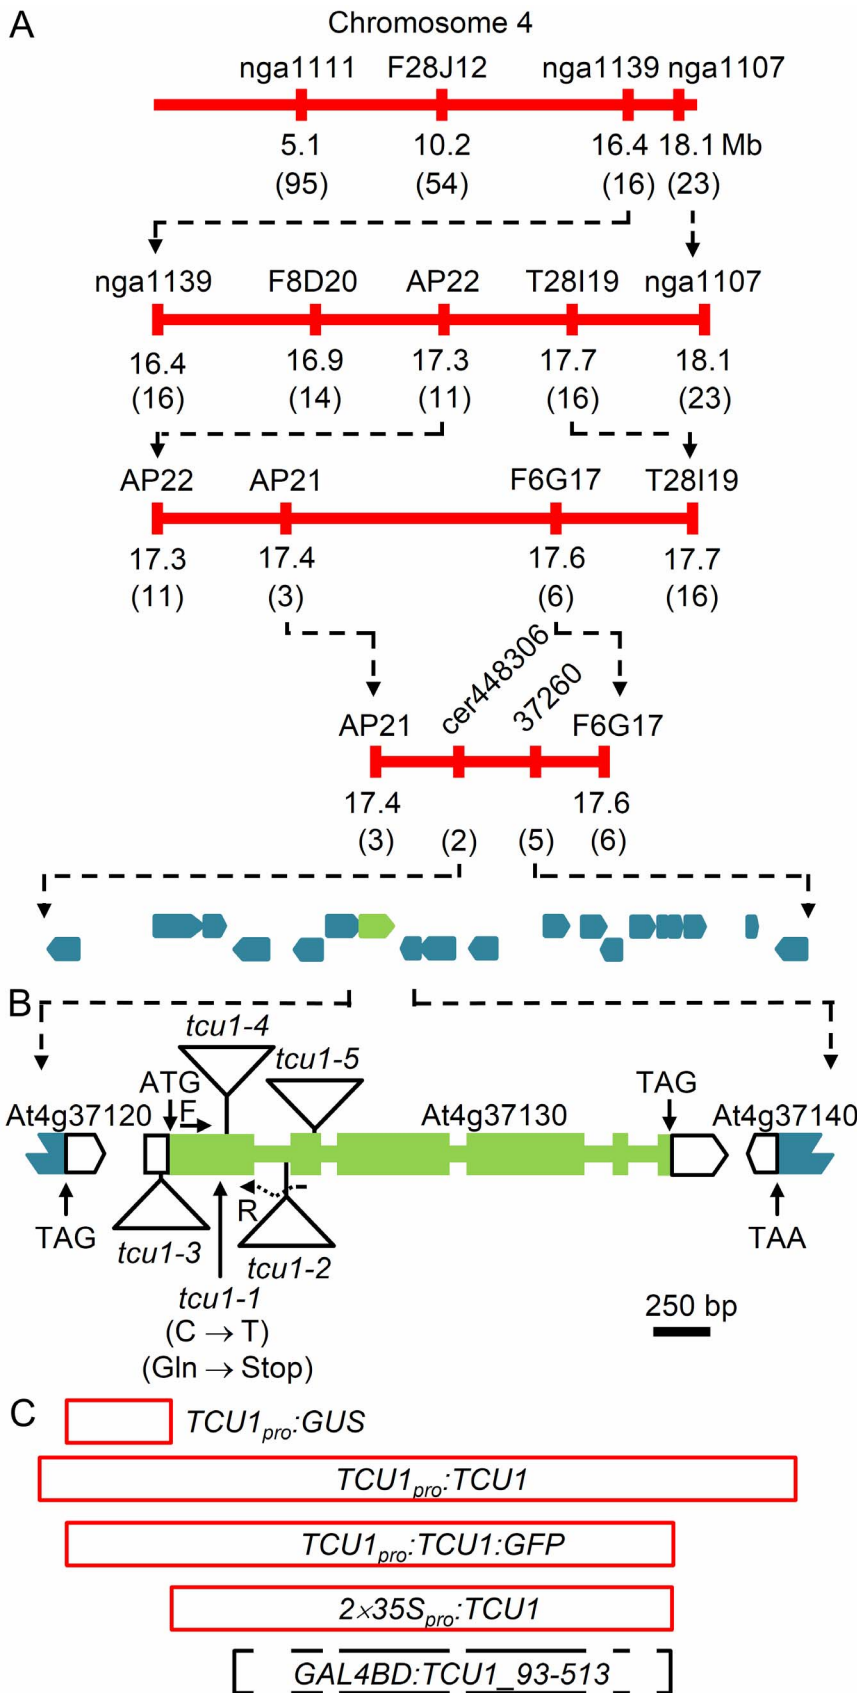 A
Chromosome 4
nga1111 F28J12 nga1139 nga1107
5.1 10.2 16.4 18.1 Mb
(95) (54) (16) (23)
nga1139 F8D20 AP22 T28I19 nga1107
16.4 16.9 17.3 17.7 18.1
(16) (14) (11) (16) (23)
AP22 AP21 F6G17 T28I19
17.3 17.4 17.6 17.7
(11) (3) (6) (16)
AP21 cer448306 37260 F6G17
17.4 17.6
(3) (2) (5) (6)
B
tcu1-4
tcu1-5
ATG TAG
F
At4g37120 At4g37130 At4g37140
R
TAG TAA
tcu1-3 tcu1-2
tcu1-1
(C → T)
(Gln → Stop)
250 bp
C
TCU1pro:GUS
TCU1pro:TCU1
TCU1pro:TCU1:GFP
2×35Spro:TCU1
GAL4BD:TCU1_93-513